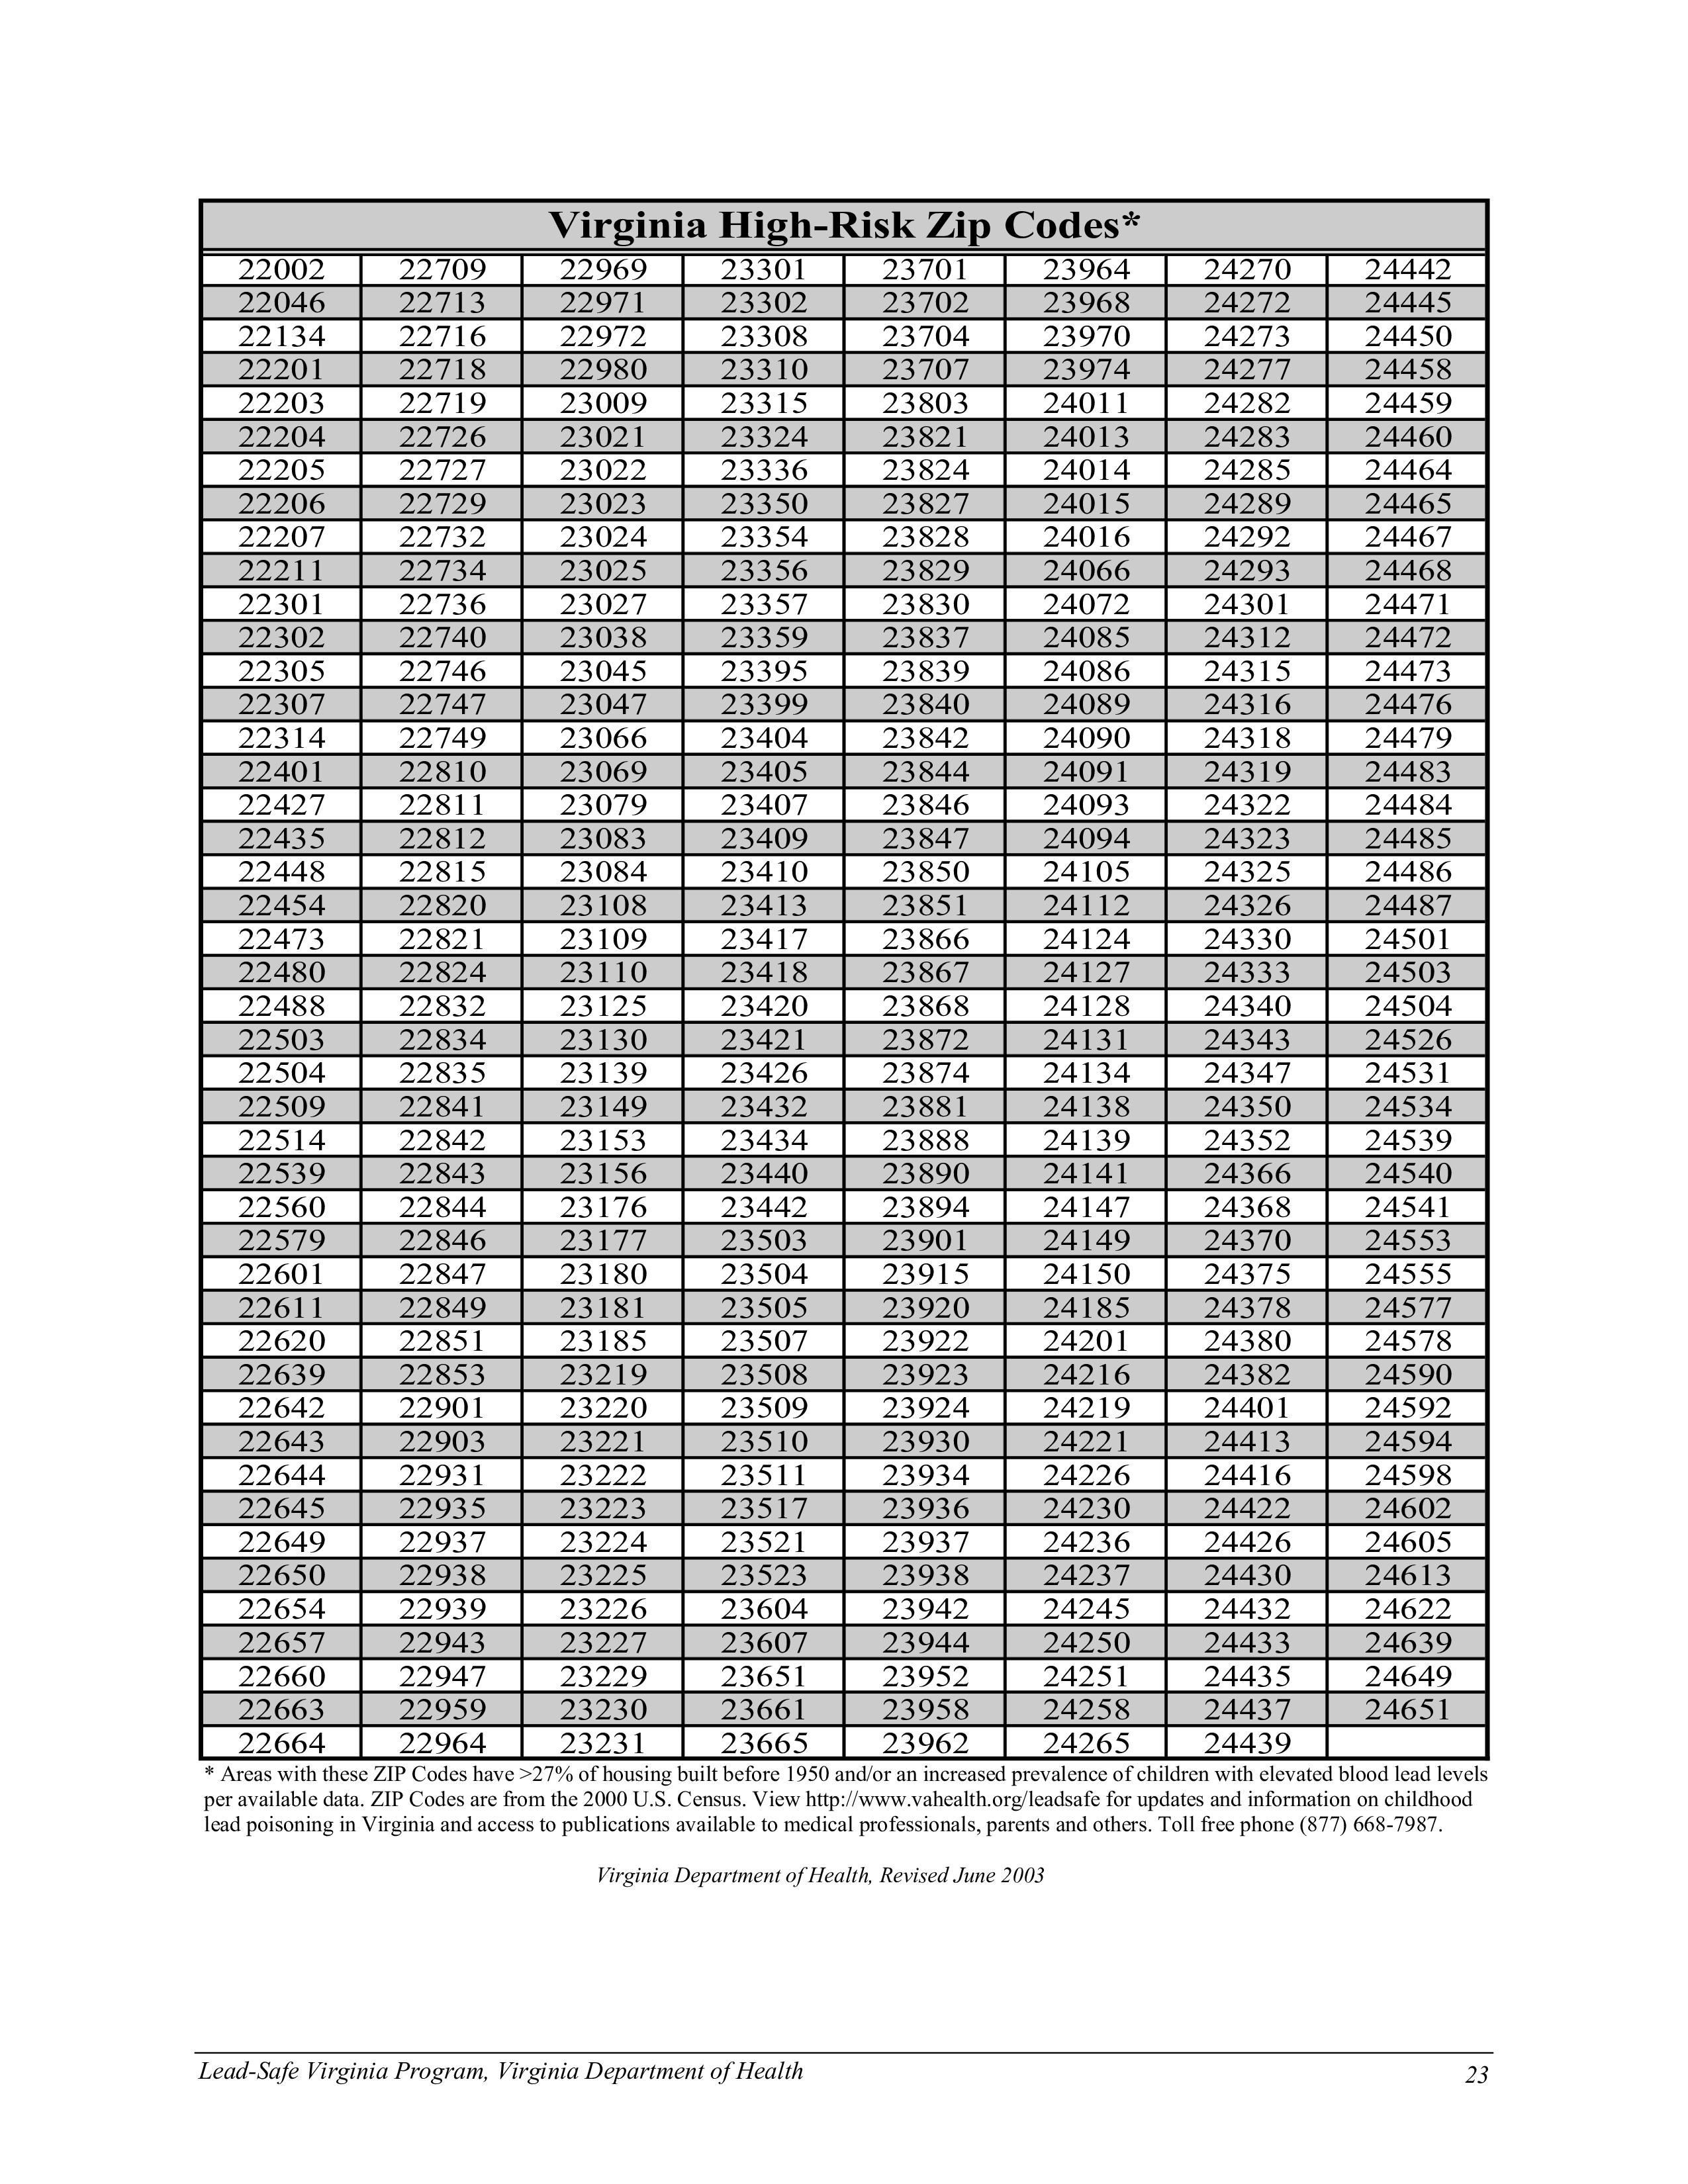 Virginia High-Risk Zip Codes*
22002 22709 22969 23301 23701 23964 24270 24442
22046 22713 22971 23302 23702 23968 24272 24445
22134 22716 22972 23308 23704 23970 24273 24450
22201 22718 22980 23310 23707 23974 24277 24458
22203 22719 23009 23315 23803 24011 24282 24459
22204 22726 23021 23324 23821 24013 24283 24460
22205 22727 23022 23336 23824 24014 24285 24464
22206 22729 23023 23350 23827 24015 24289 24465
22207 22732 23024 23354 23828 24016 24292 24467
22211 22734 23025 23356 23829 24066 24293 24468
22301 22736 23027 23357 23830 24072 24301 24471
22302 22740 23038 23359 23837 24085 24312 24472
22305 22746 23045 23395 23839 24086 24315 24473
22307 22747 23047 23399 23840 24089 24316 24476
22314 22749 23066 23404 23842 24090 24318 24479
22401 22810 23069 23405 23844 24091 24319 24483
22427 22811 23079 23407 23846 24093 24322 24484
22435 22812 23083 23409 23847 24094 24323 24485
22448 22815 23084 23410 23850 24105 24325 24486
22454 22820 23108 23413 23851 24112 24326 24487
22473 22821 23109 23417 23866 24124 24330 24501
22480 22824 23110 23418 23867 24127 24333 24503
22488 22832 23125 23420 23868 24128 24340 24504
22503 22834 23130 23421 23872 24131 24343 24526
22504 22835 23139 23426 23874 24134 24347 24531
22509 22841 23149 23432 23881 24138 24350 24534
22514 22842 23153 23434 23888 24139 24352 24539
22539 22843 23156 23440 23890 24141 24366 24540
22560 22844 23176 23442 23894 24147 24368 24541
22579 22846 23177 23503 23901 24149 24370 24553
22601 22847 23180 23504 23915 24150 24375 24555
22611 22849 23181 23505 23920 24185 24378 24577
22620 22851 23185 23507 23922 24201 24380 24578
22639 22853 23219 23508 23923 24216 24382 24590
22642 22901 23220 23509 23924 24219 24401 24592
22643 22903 23221 23510 23930 24221 24413 24594
22644 22931 23222 23511 23934 24226 24416 24598
22645 22935 23223 23517 23936 24230 24422 24602
22649 22937 23224 23521 23937 24236 24426 24605
22650 22938 23225 23523 23938 24237 24430 24613
22654 22939 23226 23604 23942 24245 24432 24622
22657 22943 23227 23607 23944 24250 24433 24639
22660 22947 23229 23651 23952 24251 24435 24649
22663 22959 23230 23661 23958 24258 24437 24651
22664 22964 23231 23665 23962 24265 24439
* Areas with these ZIP Codes have >27% of housing built before 1950 and/or an increased prevalence of children with elevated blood lead levels
per available data. ZIP Codes are from the 2000 U.S. Census. View http://www.vahealth.org/leadsafe for updates and information on childhood
lead poisoning in Virginia and access to publications available to medical professionals, parents and others. Toll free phone (877) 668-7987.
Virginia Department of Health, Revised June 2003
Lead-Safe Virginia Program, Virginia Department of Health 23